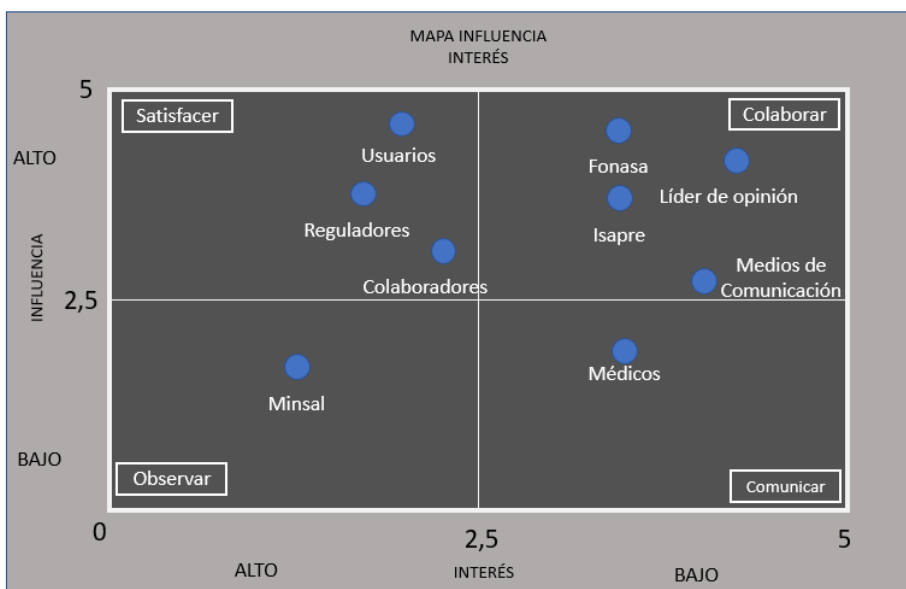 MAPA INFLUENCIA
INTERÉS
5
Satisfacer
Colaborar
ALTO
Usuarios
Fonasa
Líder de opinión
Reguladores
Isapre
INFLUENCIA
Colaboradores
Medios de
Comunicación
2,5
Médicos
Minsal
BAJO
Observar
Comunicar
0
2,5
5
ALTO
INTERÉS
BAJO